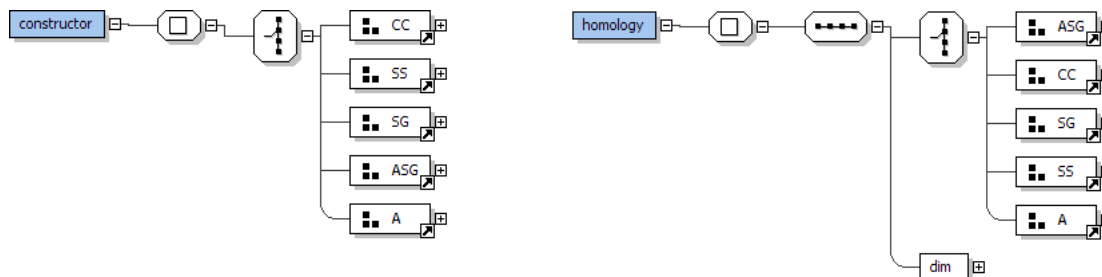 constructor
CC
SS
SG
ASG
A
homology
ASG
CC
SG
SS
A
dim